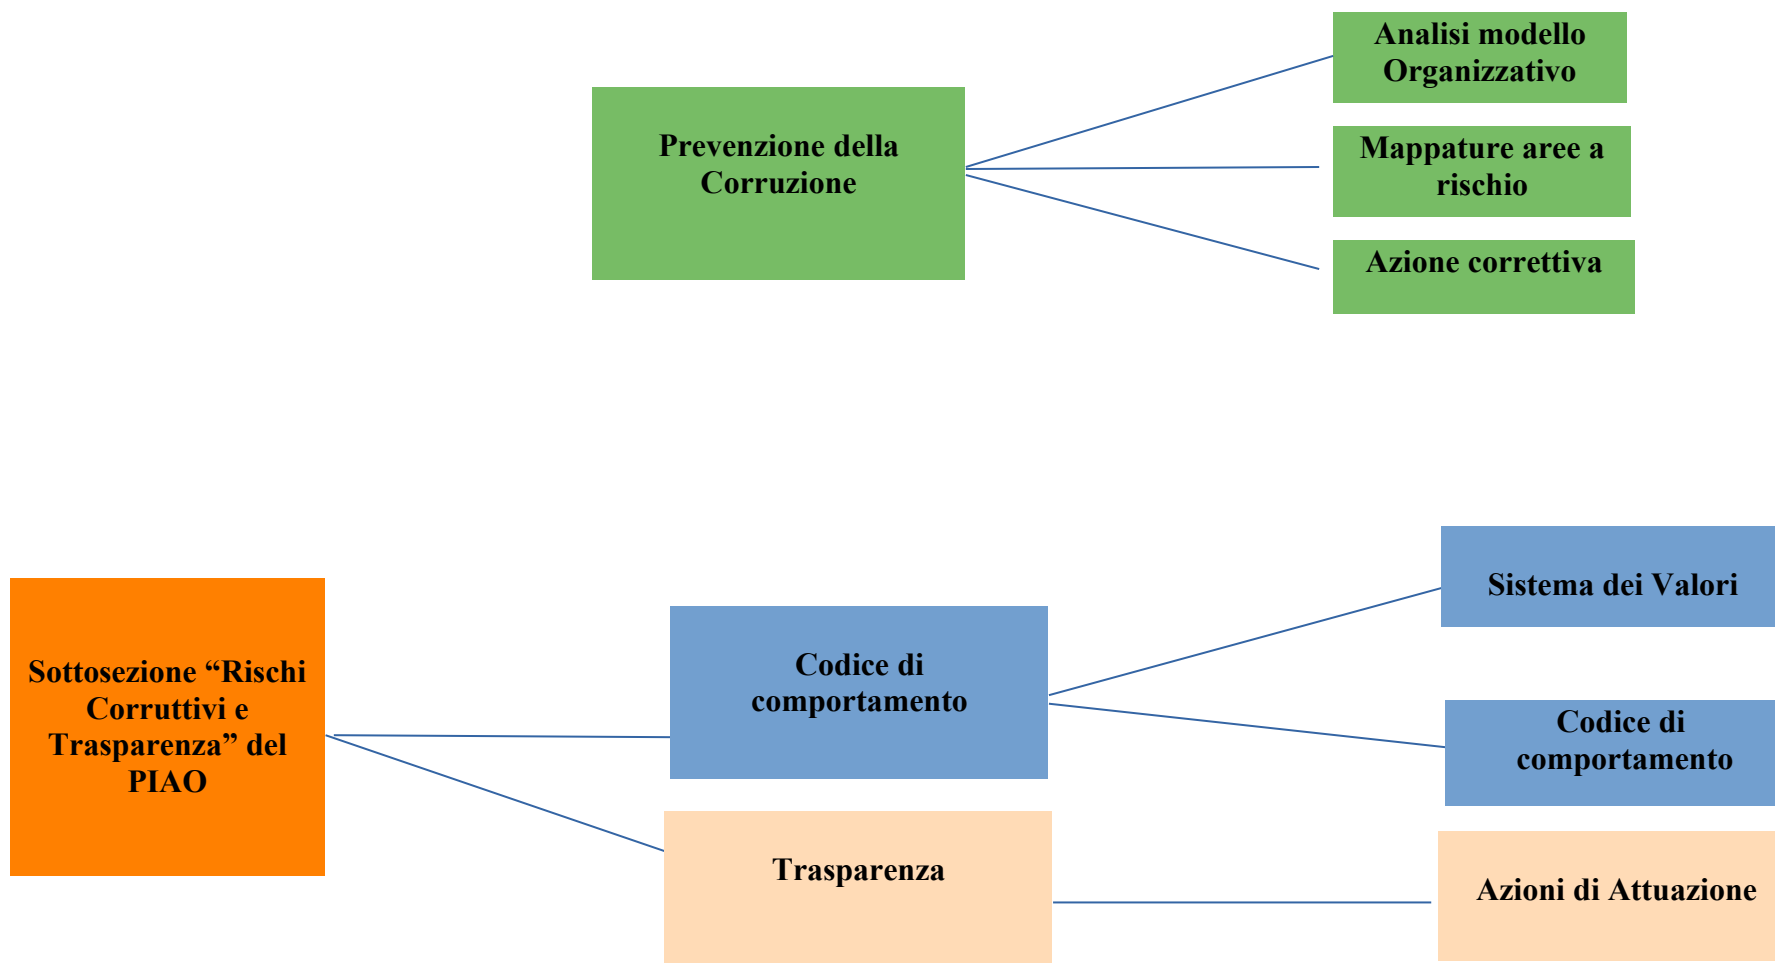 Analisi modello
Organizzativo
Prevenzione della
Corruzione
Mappature aree a
rischio
Azione correttiva
Sottosezione “Rischi
Corruttivi e
Trasparenza” del
PIAO
Codice di
comportamento
Sistema dei Valori
Codice di
comportamento
Trasparenza
Azioni di Attuazione